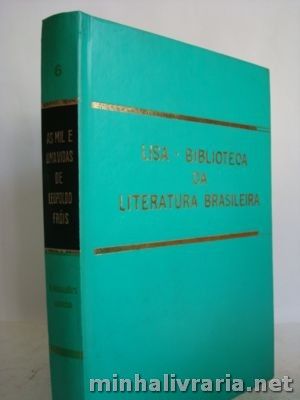 6
AS MIL E
UMA VIDAS
DE
LEOPOLDO
FRÓIS
LISA - BIBLIOTECA
DA
LITERATURA BRASILEIRA
minhalivraria.net